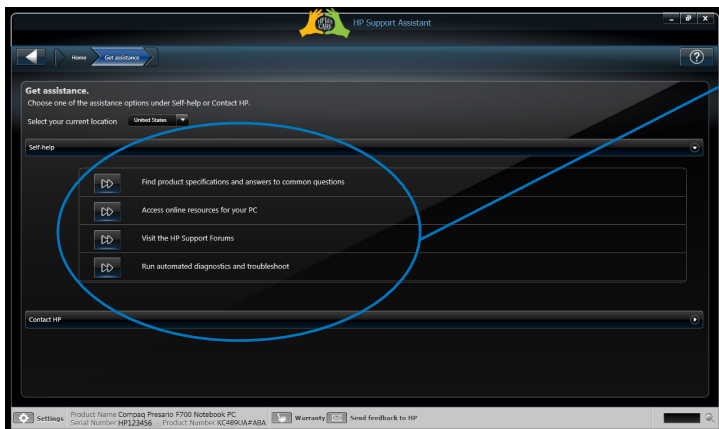 HP Support Assistant
Home
Get assistance
?
Get assistance.
Choose one of the assistance options under Self-help or Contact HP.
Select your current location United States
Self-help
Find product specifications and answers to common questions
Access online resources for your PC
Visit the HP Support Forums
Run automated diagnostics and troubleshoot
Contact HP
Settings Product Name Compaq Presario F700 Notebook PC Warranty Send feedback to HP
Serial Number HP123456 Product Number KC489UA#ABA